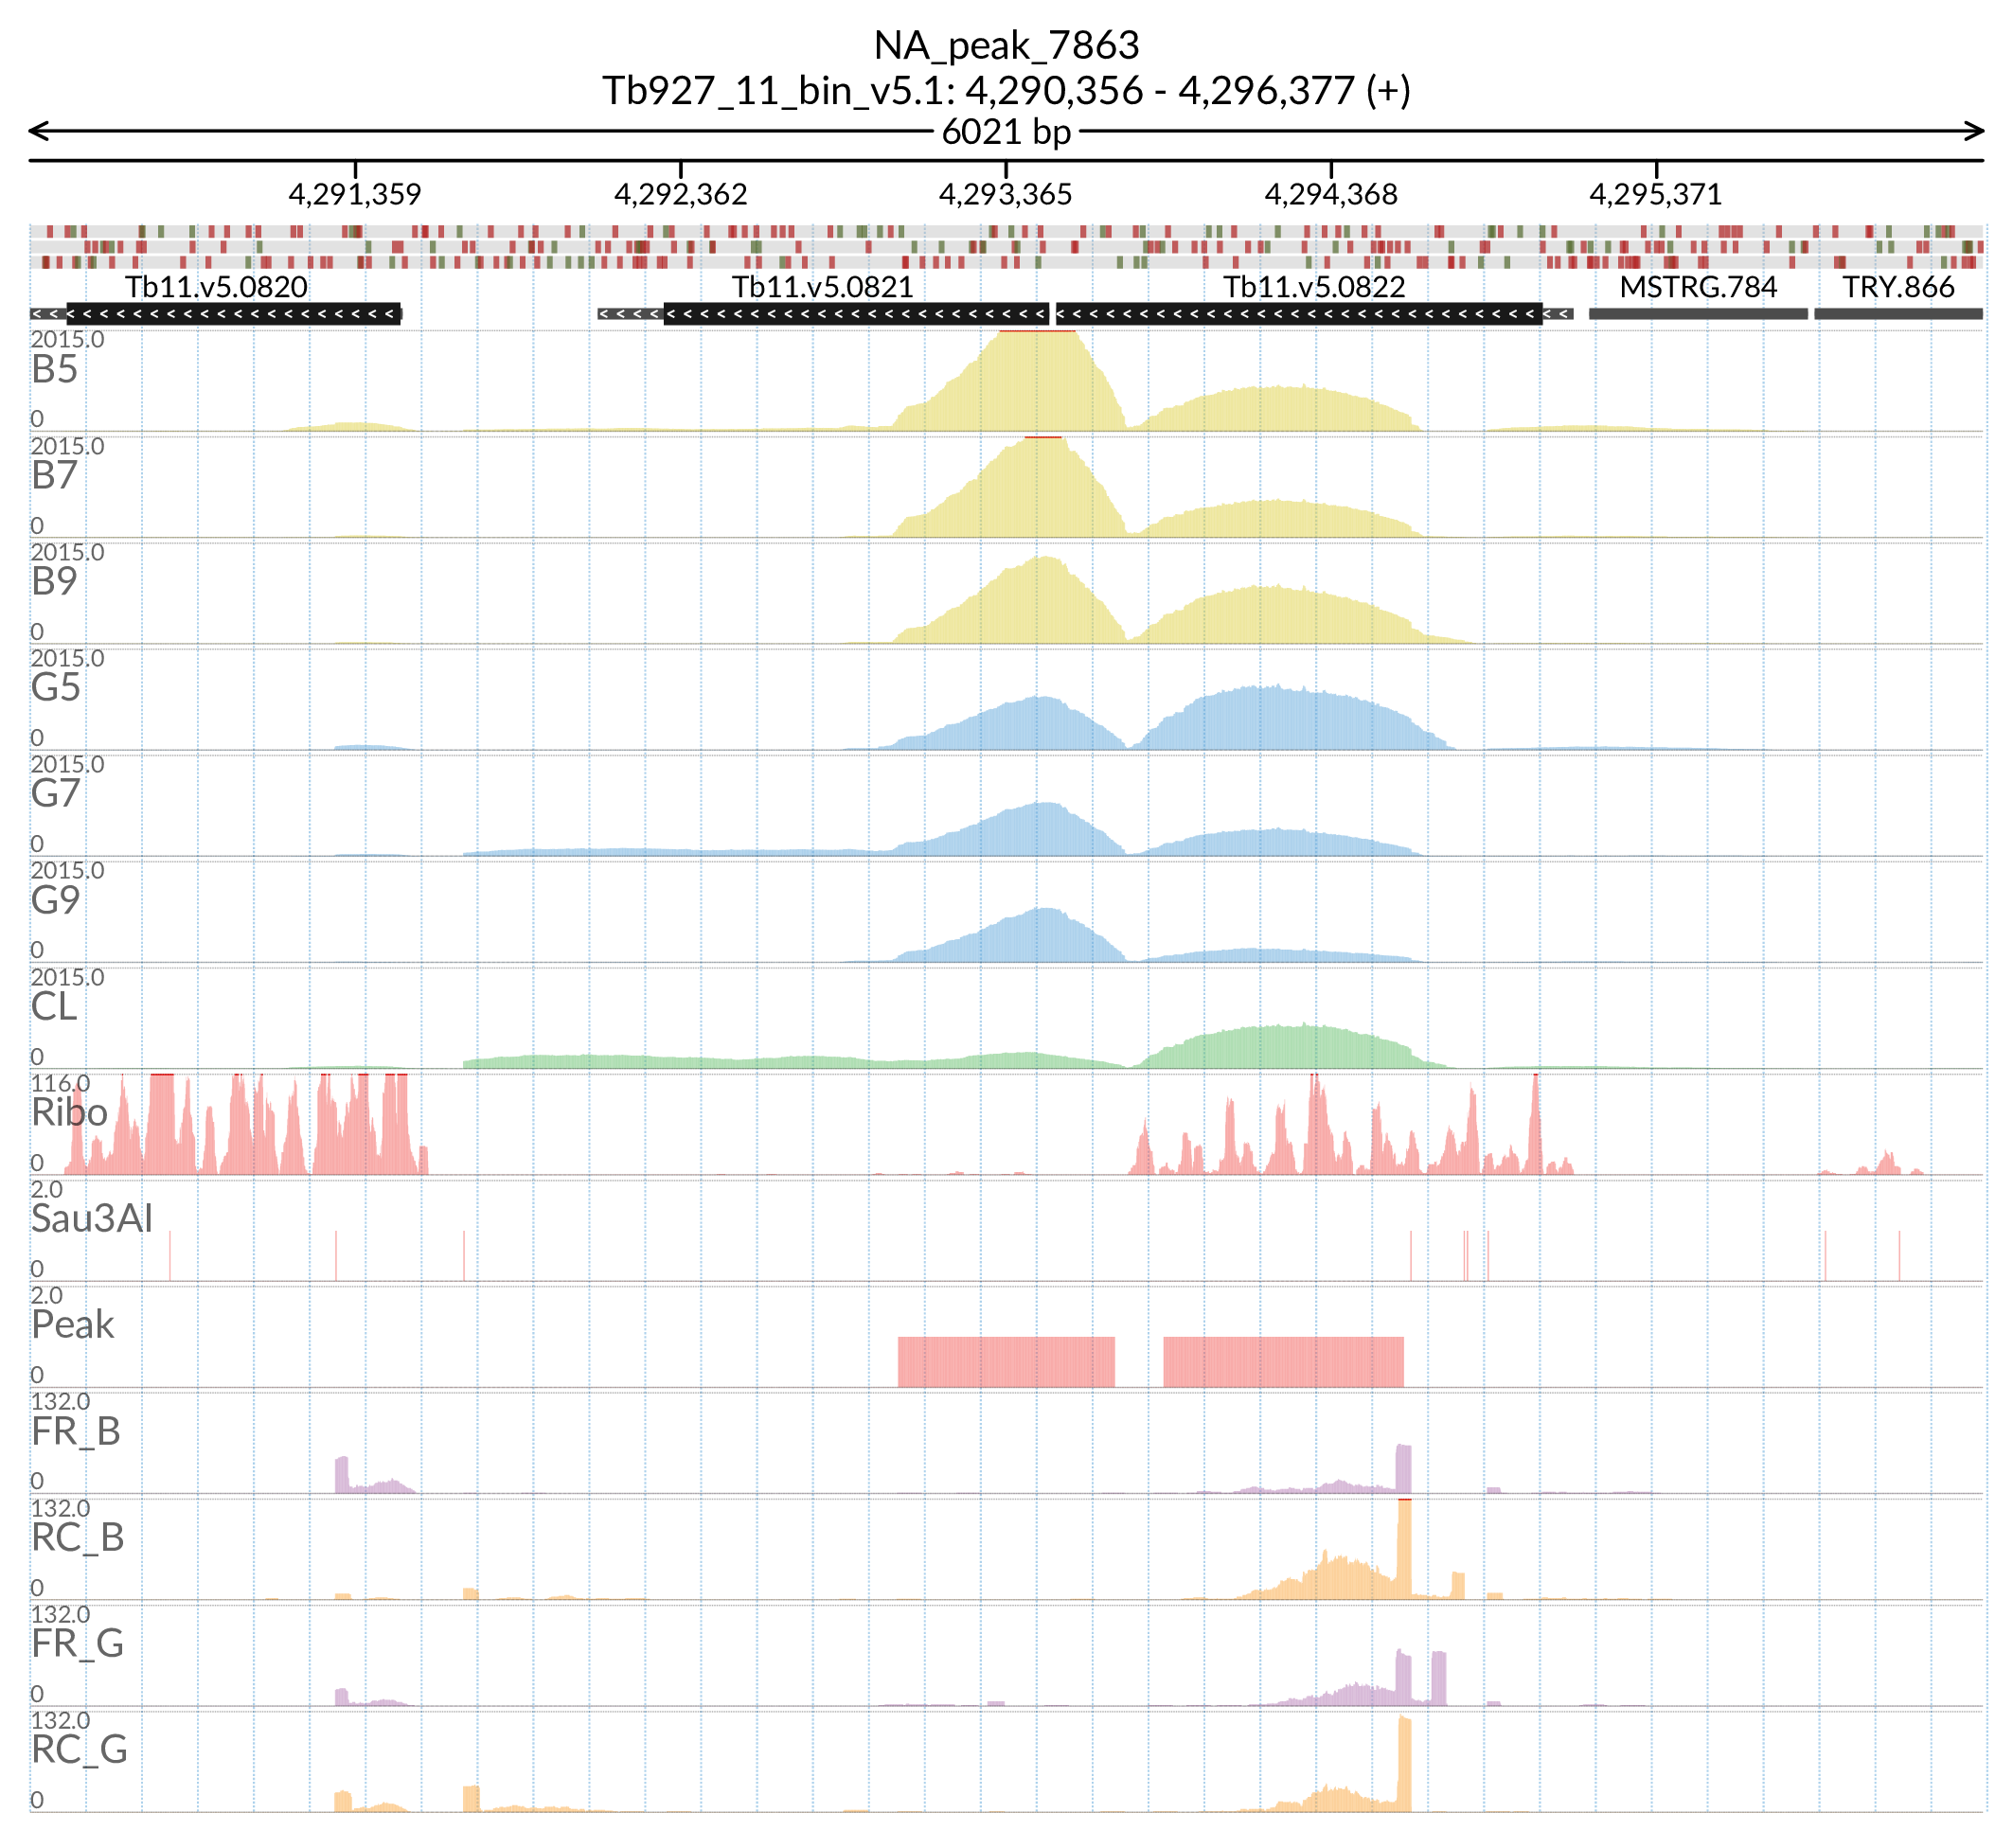 NA_peak_7863
Tb927_11_bin_v5.1: 4,290,356 - 4,296,377 (+)
6021 bp
4,291,359 4,292,362 4,293,365 4,294,368 4,295,371
Tb11.v5.0820 Tb11.v5.0821 Tb11.v5.0822 MSTRG.784 TRY.866
2015.0
B5
0
2015.0
B7
0
2015.0
B9
0
2015.0
G5
0
2015.0
G7
0
2015.0
G9
0
2015.0
CL
0
116.0
Ribo
0
2.0
Sau3AI
0
2.0
Peak
0
132.0
FR_B
0
132.0
RC_B
0
132.0
FR_G
0
132.0
RC_G
0